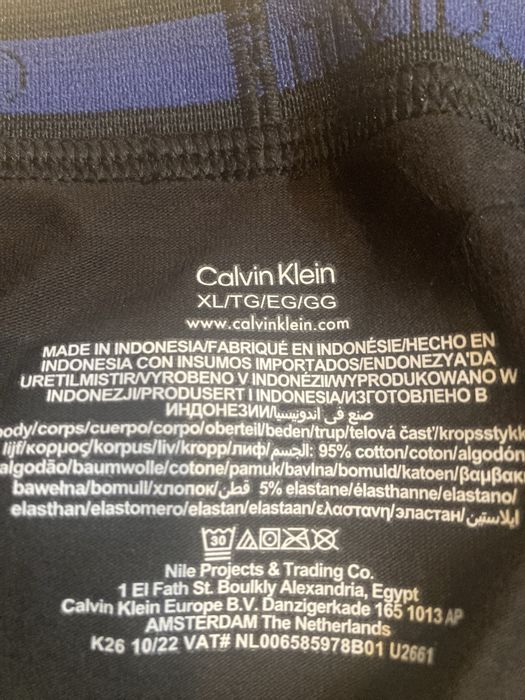 Calvin Klein
XL/TG/EG/GG
www.calvinklein.com
MADE IN INDONESIA/FABRIQUÉ EN INDONÉSIE/HECHO EN
INDONESIA CON INSUMOS IMPORTADOS/ENDONEZYA'DA
URETILMISTIR/VYROBENO V INDONÉZII/WYPRODUKOWANO W
INDONEZJI/PRODUSERT I INDONESIA/ИЗГОТОВЛЕНО В
ИНДОНЕЗИИ/صنع في اندونيسيا
body/corps/cuerpo/corpo/oberteil/beden/trup/telová časť/kropsstykk
lijf/κορμος/korpus/liv/kropp/лиф/الجسم: 95% cotton/coton/algodón
algodão/baumwolle/cotone/pamuk/bavlna/bomuld/katoen/βαμβακ
bawełna/bomull/хлопок/قطن 5% elastane/élasthanne/elastano/
elasthan/elastomero/elastan/elastaan/ελαστανη/эластан/ايلاستين
30
Nile Projects & Trading Co.
1 El Fath St. Boulkly Alexandria, Egypt
Calvin Klein Europe B.V. Danzigerkade 165 1013 AP
AMSTERDAM The Netherlands
K26 10/22 VAT# NL006585978B01 U2661